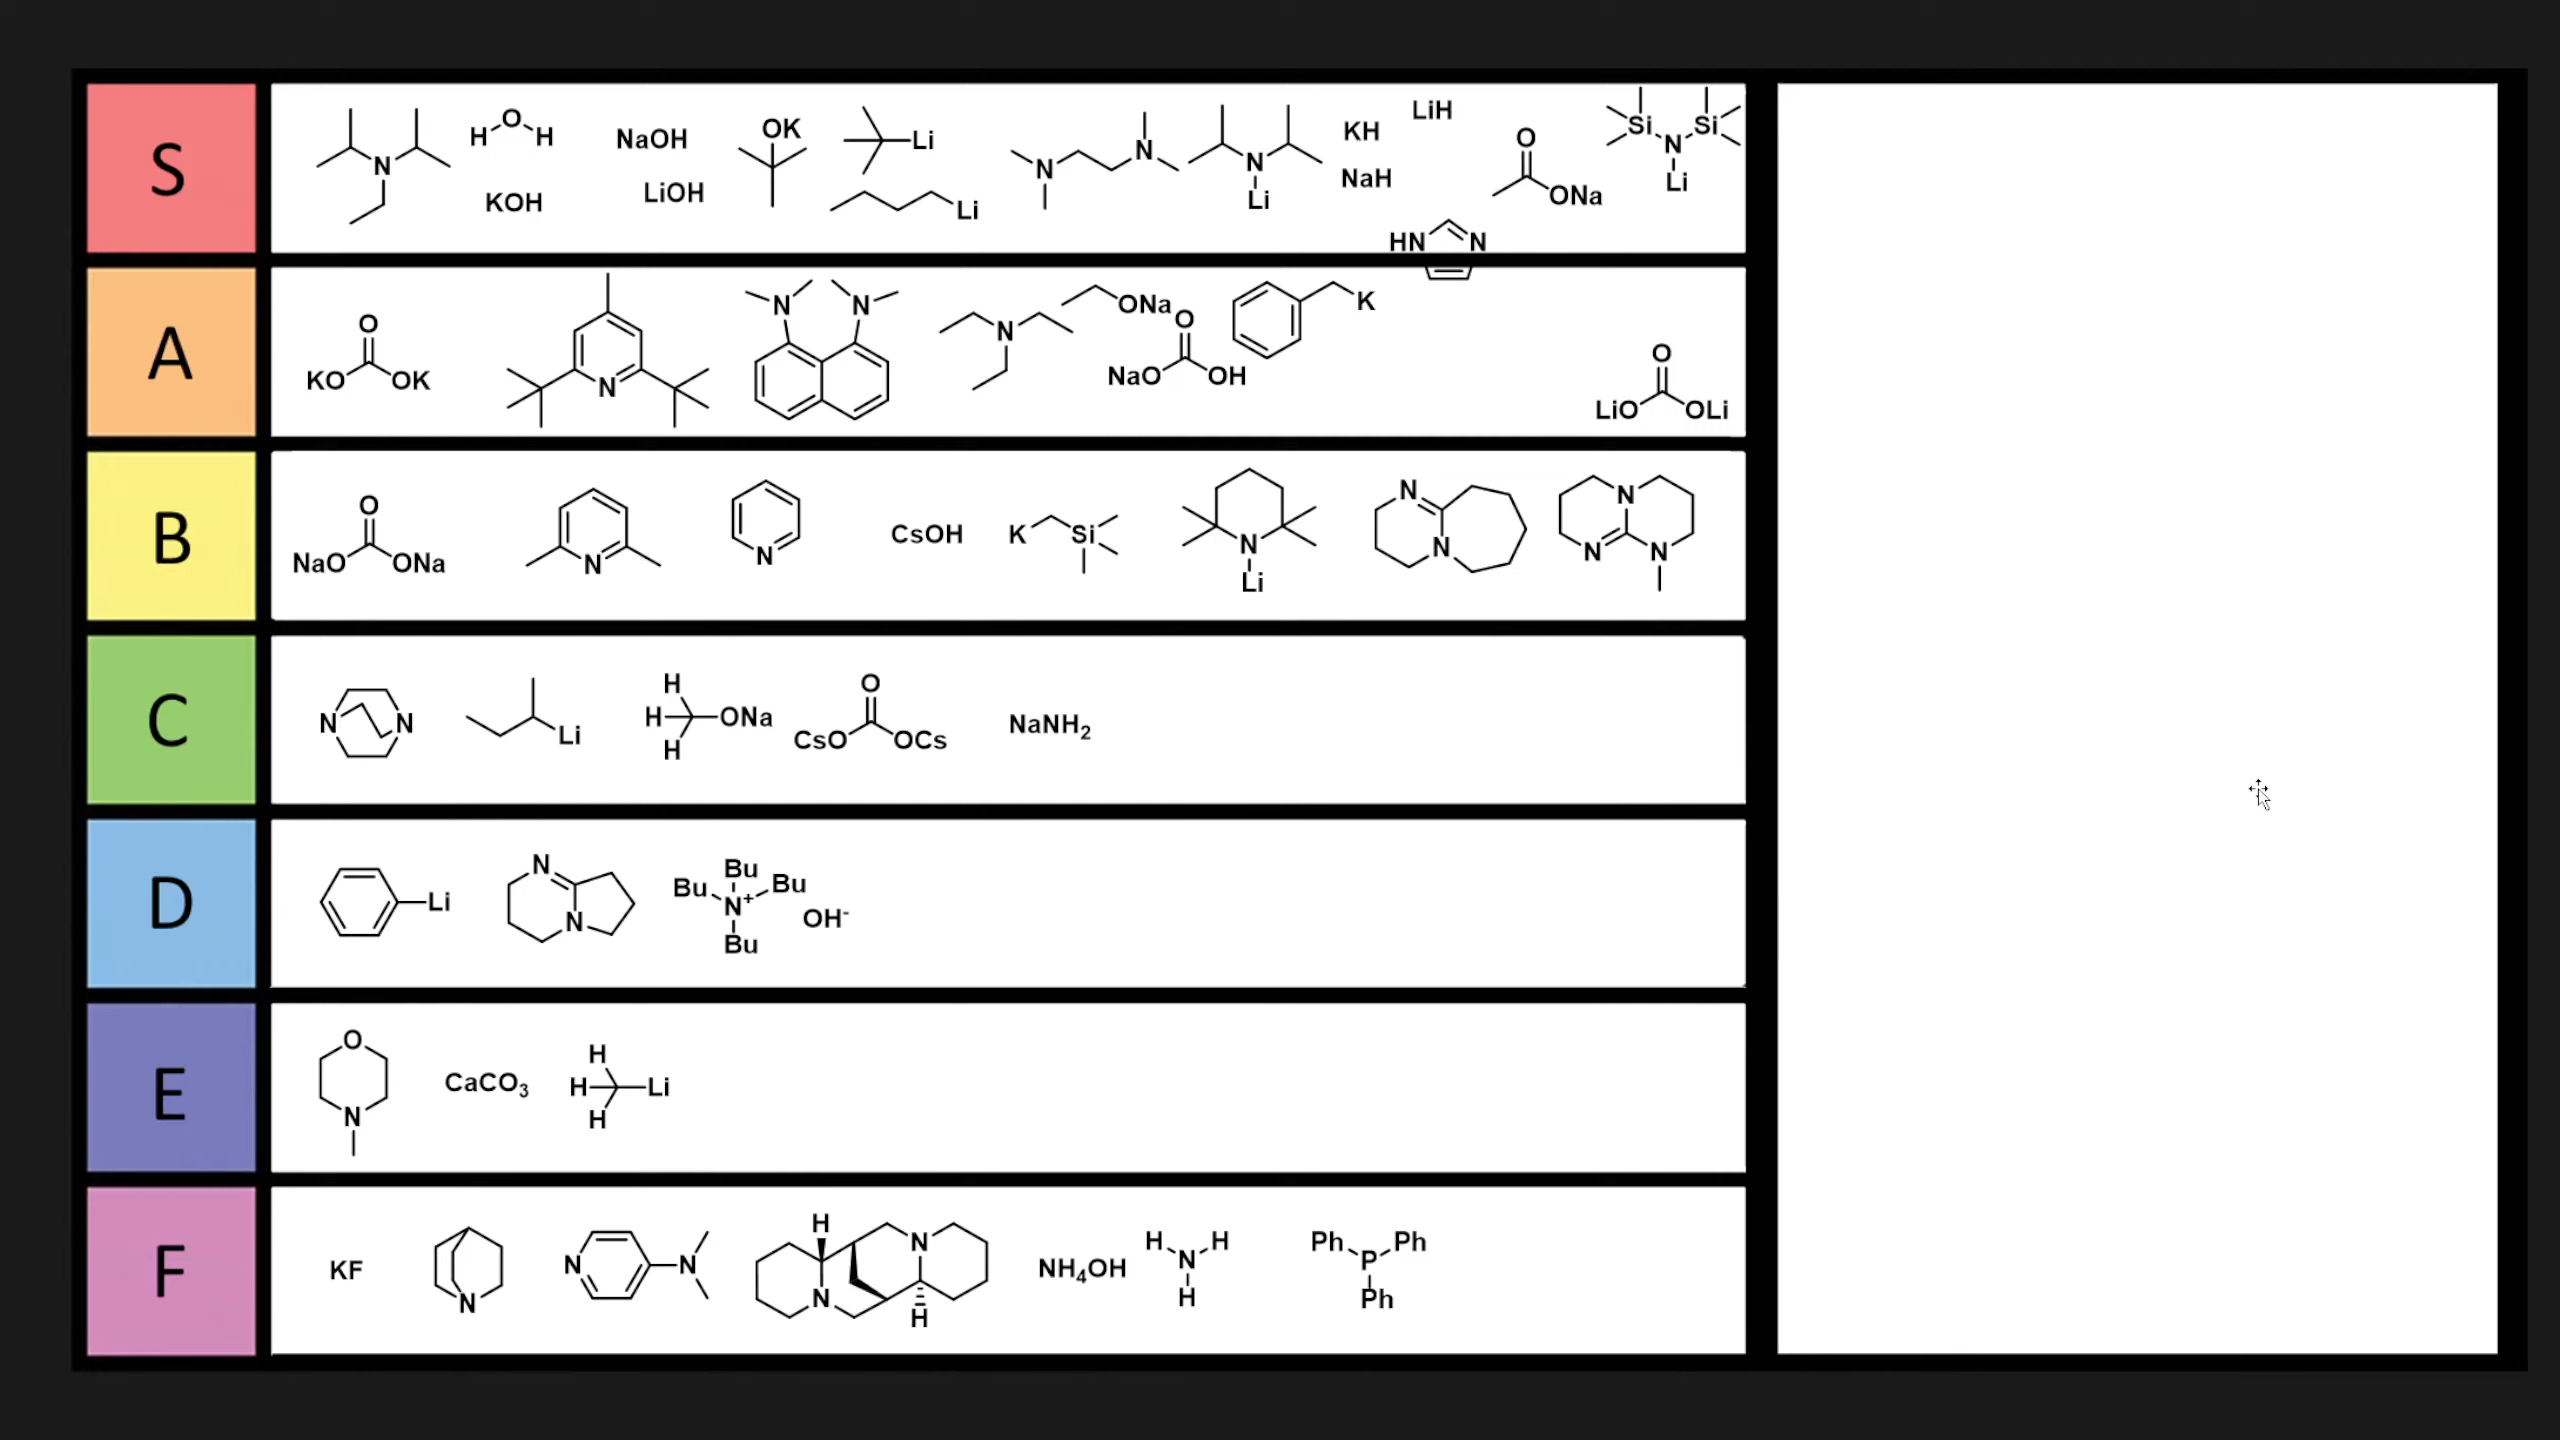 S
N
H O H
KOH
NaOH
LiOH
OK
Li
Li
N N
N
Li
KH
NaH
LiH
O
ONa
Si Si
N
Li
HN N
A
O
KO OK
N
N N
N
ONa
O
NaO OH
K
O
LiO OLi
B
O
NaO ONa
N
N
CsOH
K Si
N
Li
N
N
N
N N
C
N N
Li
H
H ONa
H
O
CsO OCs
NaNH2
D
Li
N
N
Bu
Bu Bu
N+
OH-
Bu
E
O
N
CaCO3
H
H Li
H
F
KF
N
N N
H
N
N
H
NH4OH
H H
N
H
Ph Ph
P
Ph